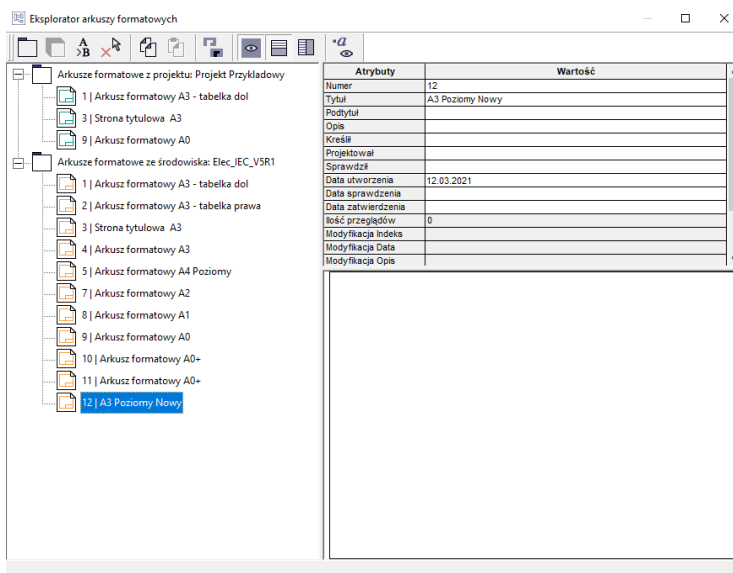 Eksplorator arkuszy formatowych
A
B
a
Arkusze formatowe z projektu: Projekt Przykladowy
1 | Arkusz formatowy A3 - tabelka dol
3 | Strona tytulowa A3
9 | Arkusz formatowy A0
Arkusze formatowe ze środowiska: Elec_IEC_V5R1
1 | Arkusz formatowy A3 - tabelka dol
2 | Arkusz formatowy A3 - tabelka prawa
3 | Strona tytulowa A3
4 | Arkusz formatowy A3
5 | Arkusz formatowy A4 Poziomy
7 | Arkusz formatowy A2
8 | Arkusz formatowy A1
9 | Arkusz formatowy A0
10 | Arkusz formatowy A0+
11 | Arkusz formatowy A0+
12 | A3 Poziomy Nowy
Atrybuty Wartość
Numer 12
Tytuł A3 Poziomy Nowy
Podtytuł
Opis
Kreślił
Projektował
Sprawdził
Data utworzenia 12.03.2021
Data sprawdzenia
Data zatwierdzenia
Ilość przeglądów 0
Modyfikacja Indeks
Modyfikacja Data
Modyfikacja Opis